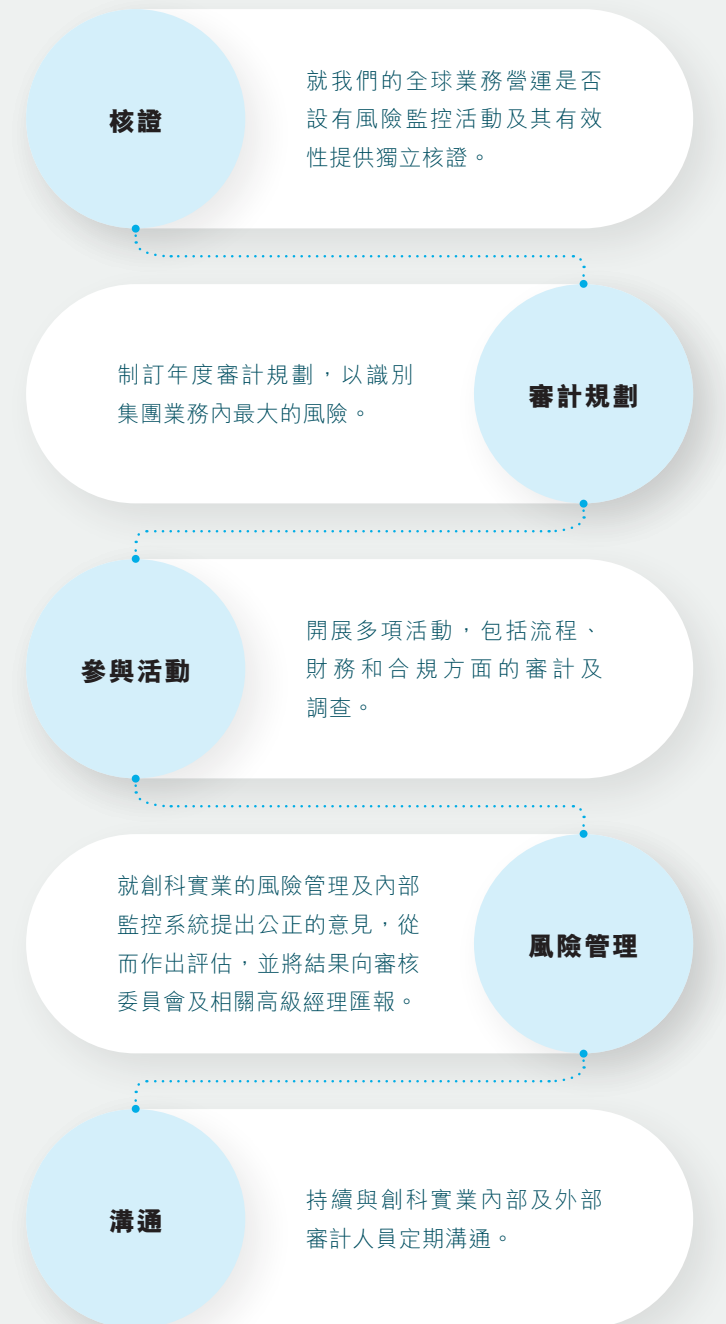 核證
就我們的全球業務營運是否
設有風險監控活動及其有效
性提供獨立核證。
制訂年度審計規劃，以識別
集團業務內最大的風險。
審計規劃
參與活動
開展多項活動，包括流程、
財務和合規方面的審計及
調查。
就創科實業的風險管理及內部
監控系統提出公正的意見，從
而作出評估，並將結果向審核
委員會及相關高級經理匯報。
風險管理
溝通
持續與創科實業內部及外部
審計人員定期溝通。